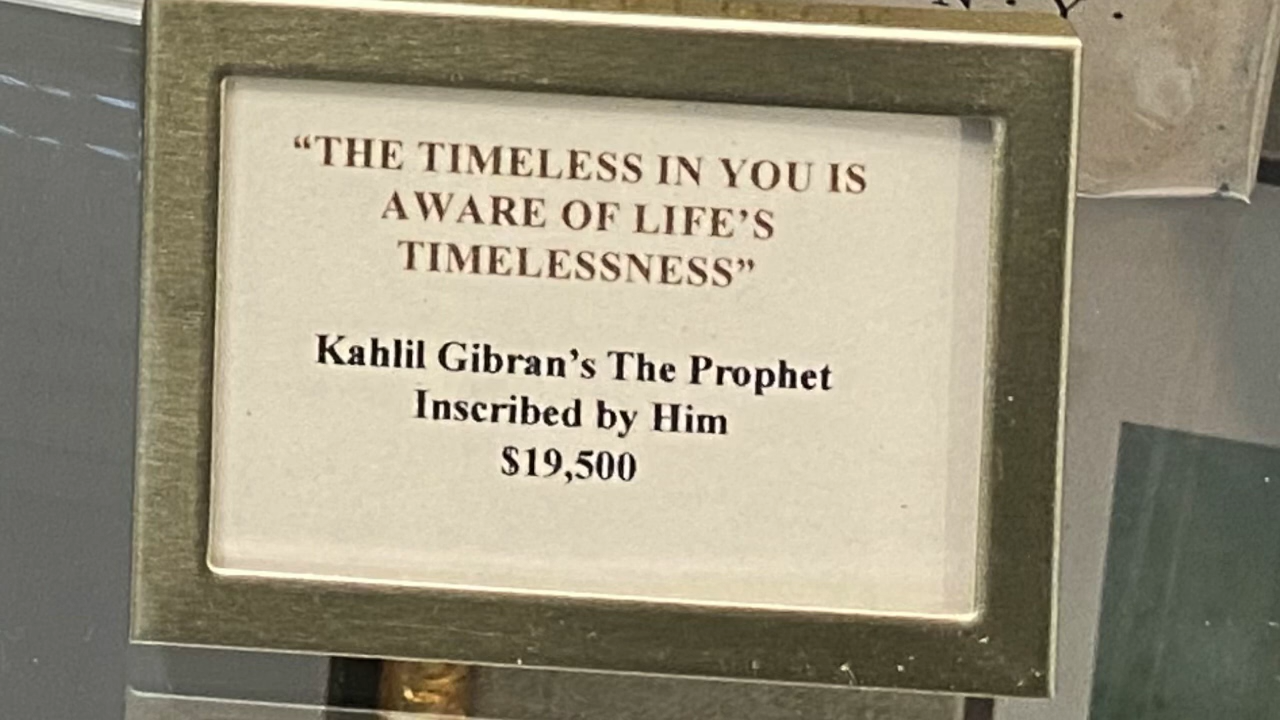 N.Y.
“THE TIMELESS IN YOU IS
AWARE OF LIFE’S
TIMELESSNESS”
Kahlil Gibran’s The Prophet
Inscribed by Him
$19,500